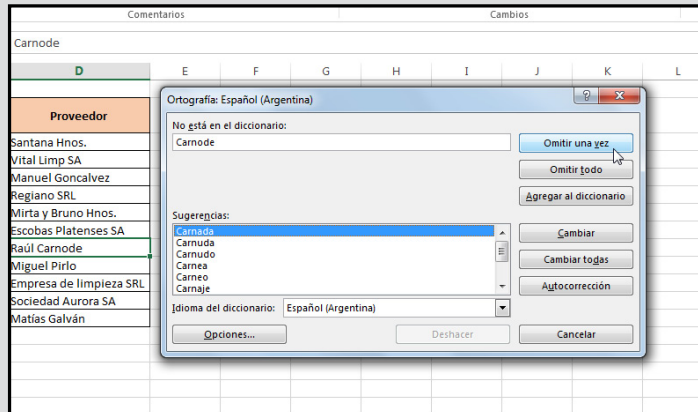 Comentarios
Cambios
Carnode
D E F G H I J K L
Proveedor
Santana Hnos.
Vital Limp SA
Manuel Goncalvez
Regiano SRL
Mirta y Bruno Hnos.
Escobas Platenses SA
Raúl Carnode
Miguel Pirlo
Empresa de limpieza SRL
Sociedad Aurora SA
Matías Galván
Ortografía: Español (Argentina)
No está en el diccionario:
Carnode
Omitir una vez
Omitir todo
Agregar al diccionario
Sugerencias:
Carnada
Carnuda
Carnudo
Carnea
Carneo
Carnaje
Cambiar
Cambiar todas
Autocorrección
Idioma del diccionario: Español (Argentina)
Opciones... Deshacer Cancelar